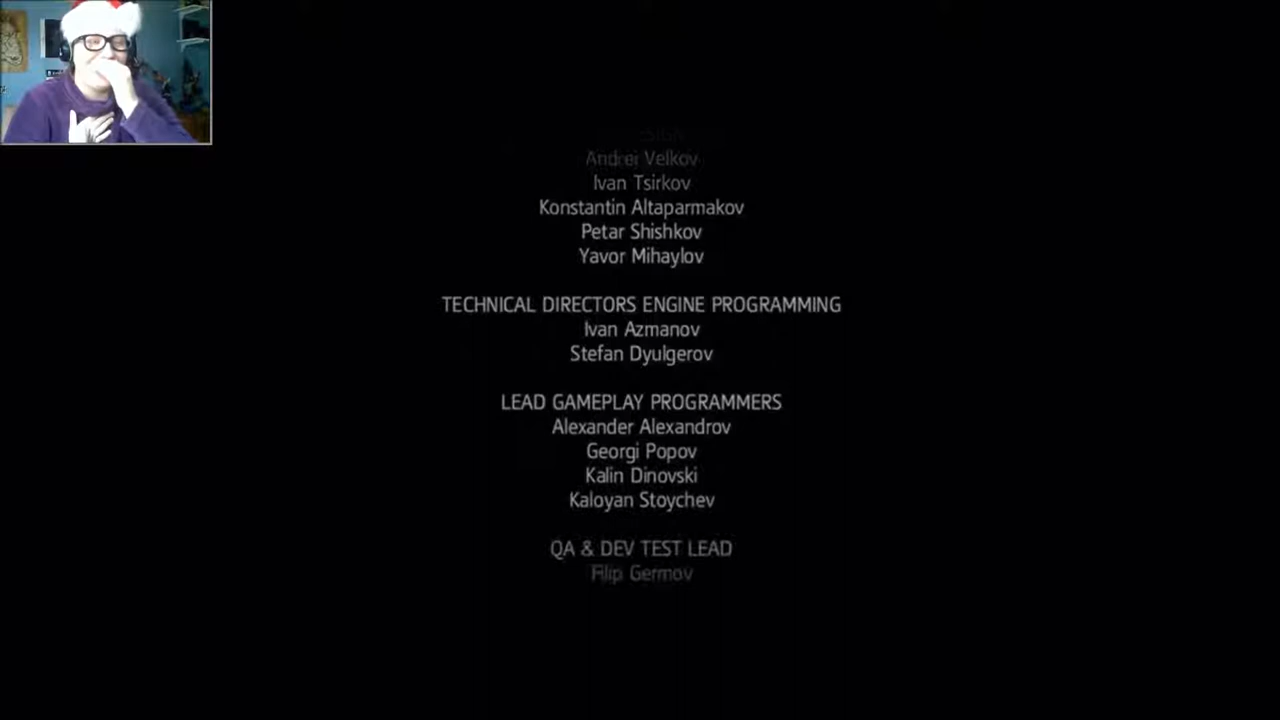 Andrei Velkov
Ivan Tsirkov
Konstantin Altaparmakov
Petar Shishkov
Yavor Mihaylov
TECHNICAL DIRECTORS ENGINE PROGRAMMING
Ivan Azmanov
Stefan Dyulgerov
LEAD GAMEPLAY PROGRAMMERS
Alexander Alexandrov
Georgi Popov
Kalin Dinovski
Kaloyan Stoychev
QA & DEV TEST LEAD
Filip Germov